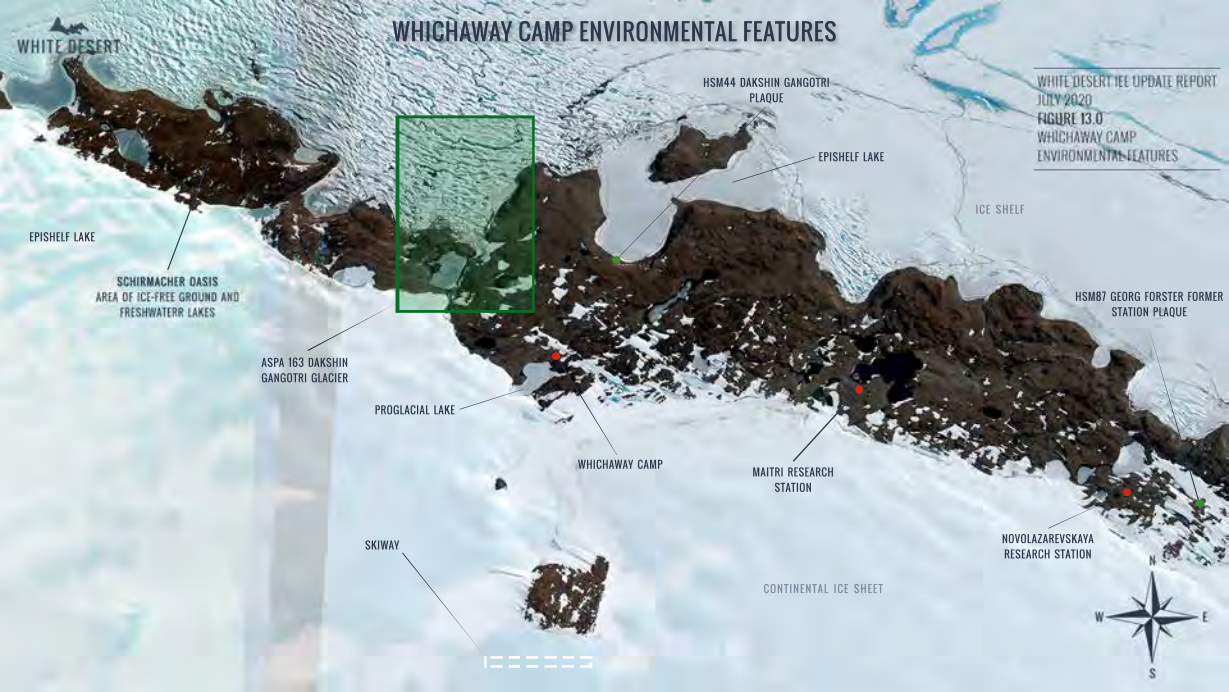 WHITE DESERT
WHICHAWAY CAMP ENVIRONMENTAL FEATURES
WHITE DESERT IEE UPDATE REPORT
JULY 2020
FIGURE 13.0
WHICHAWAY CAMP
ENVIRONMENTAL FEATURES
HSM44 DAKSHIN GANGOTRI
PLAQUE
EPISHELF LAKE
ICE SHELF
EPISHELF LAKE
SCHIRMACHER OASIS
AREA OF ICE-FREE GROUND AND
FRESHWATERR LAKES
HSM87 GEORG FORSTER FORMER
STATION PLAQUE
ASPA 163 DAKSHIN
GANGOTRI GLACIER
PROGLACIAL LAKE
WHICHAWAY CAMP
MAITRI RESEARCH
STATION
SKIWAY
NOVOLAZAREVSKAYA
RESEARCH STATION
CONTINENTAL ICE SHEET
N
W
E
S